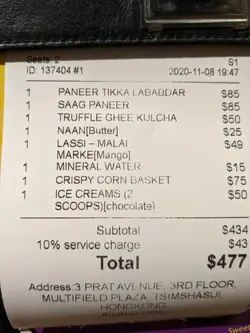 Seats: 2 S1
ID: 137404 #1 2020-11-08 19:47
1 PANEER TIKKA LABABDAR $85
1 SAAG PANEER $85
1 TRUFFLE GHEE KULCHA $50
1 NAAN[Butter] $25
1 LASSI – MALAI $49
MARKE[Mango]
1 MINERAL WATER $15
1 CRISPY CORN BASKET $75
1 ICE CREAMS (2 $50
SCOOPS)[chocolate]
Subtotal $434
10% service charge $43
Total $477
Address:3 PRAT AVENUE, 3RD FLOOR,
MULTIFIELD PLAZA, TSIMSHASUI,
HONGKONG